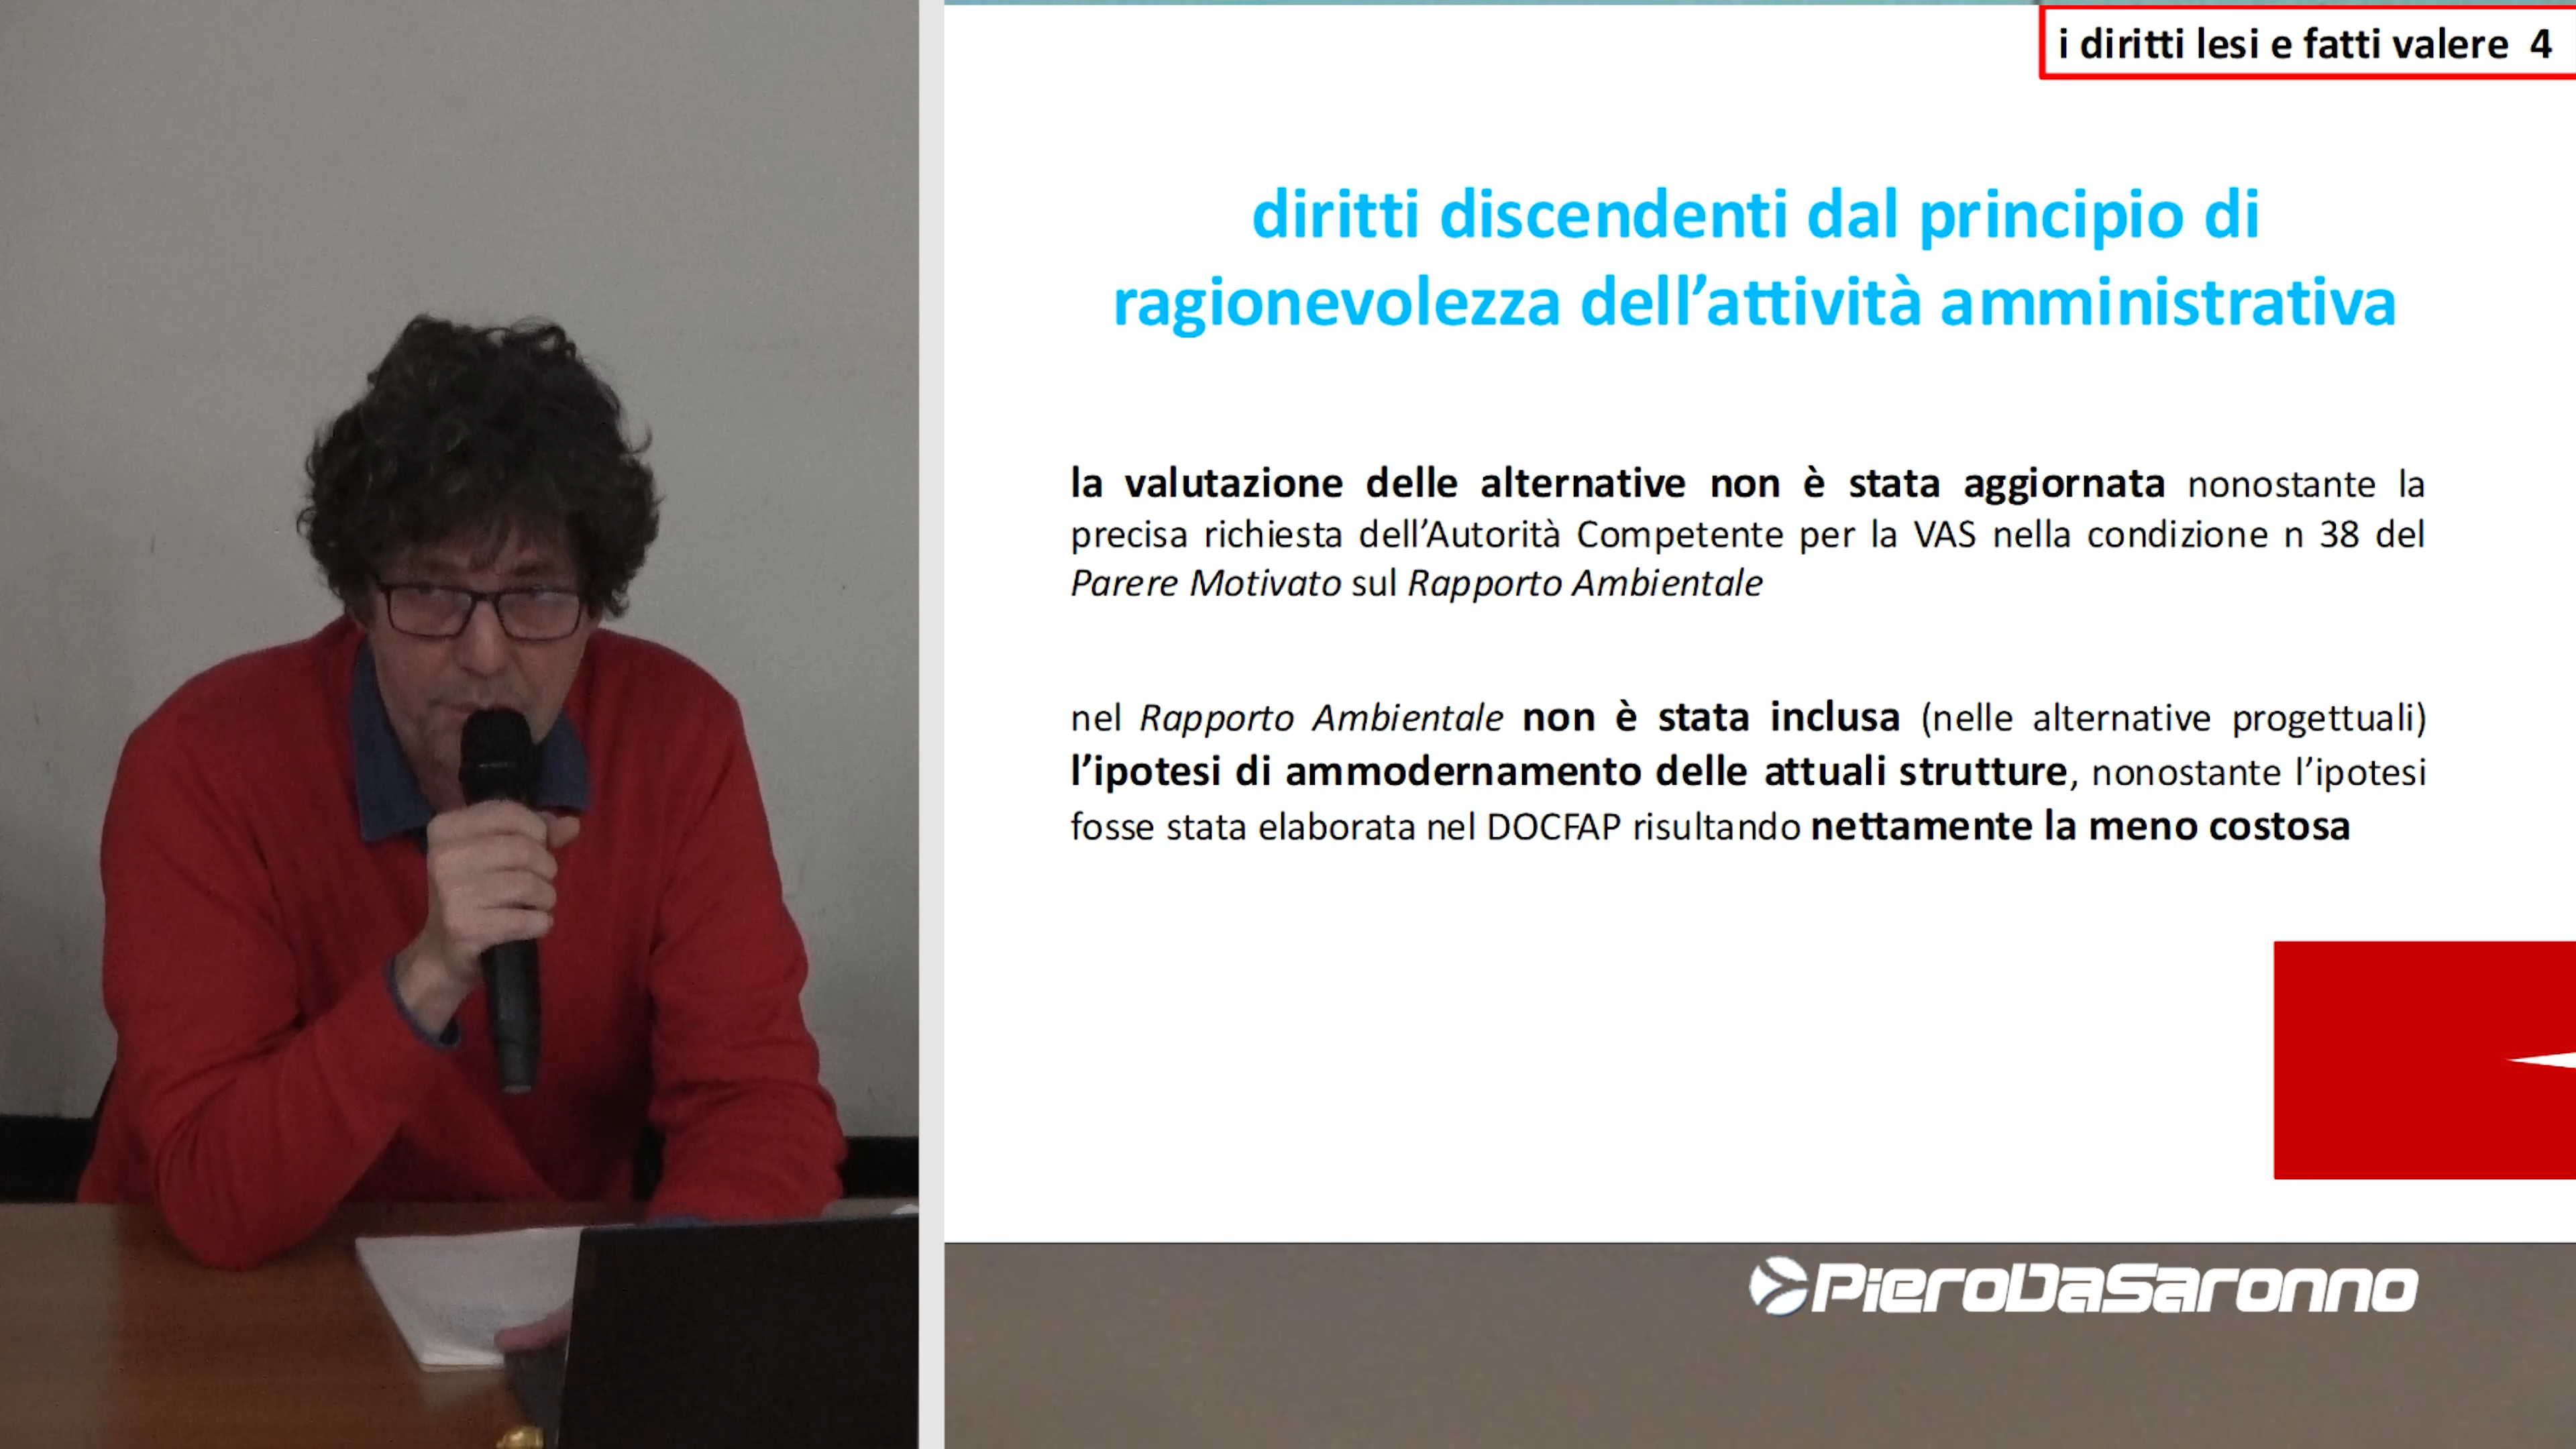 i diritti lesi e fatti valere 4
diritti discendenti dal principio di
ragionevolezza dell’attività amministrativa
la valutazione delle alternative non è stata aggiornata nonostante la
precisa richiesta dell’Autorità Competente per la VAS nella condizione n 38 del
Parere Motivato sul Rapporto Ambientale
nel Rapporto Ambientale non è stata inclusa (nelle alternative progettuali)
l’ipotesi di ammodernamento delle attuali strutture, nonostante l’ipotesi
fosse stata elaborata nel DOCFAP risultando nettamente la meno costosa
PieroDaSaronno